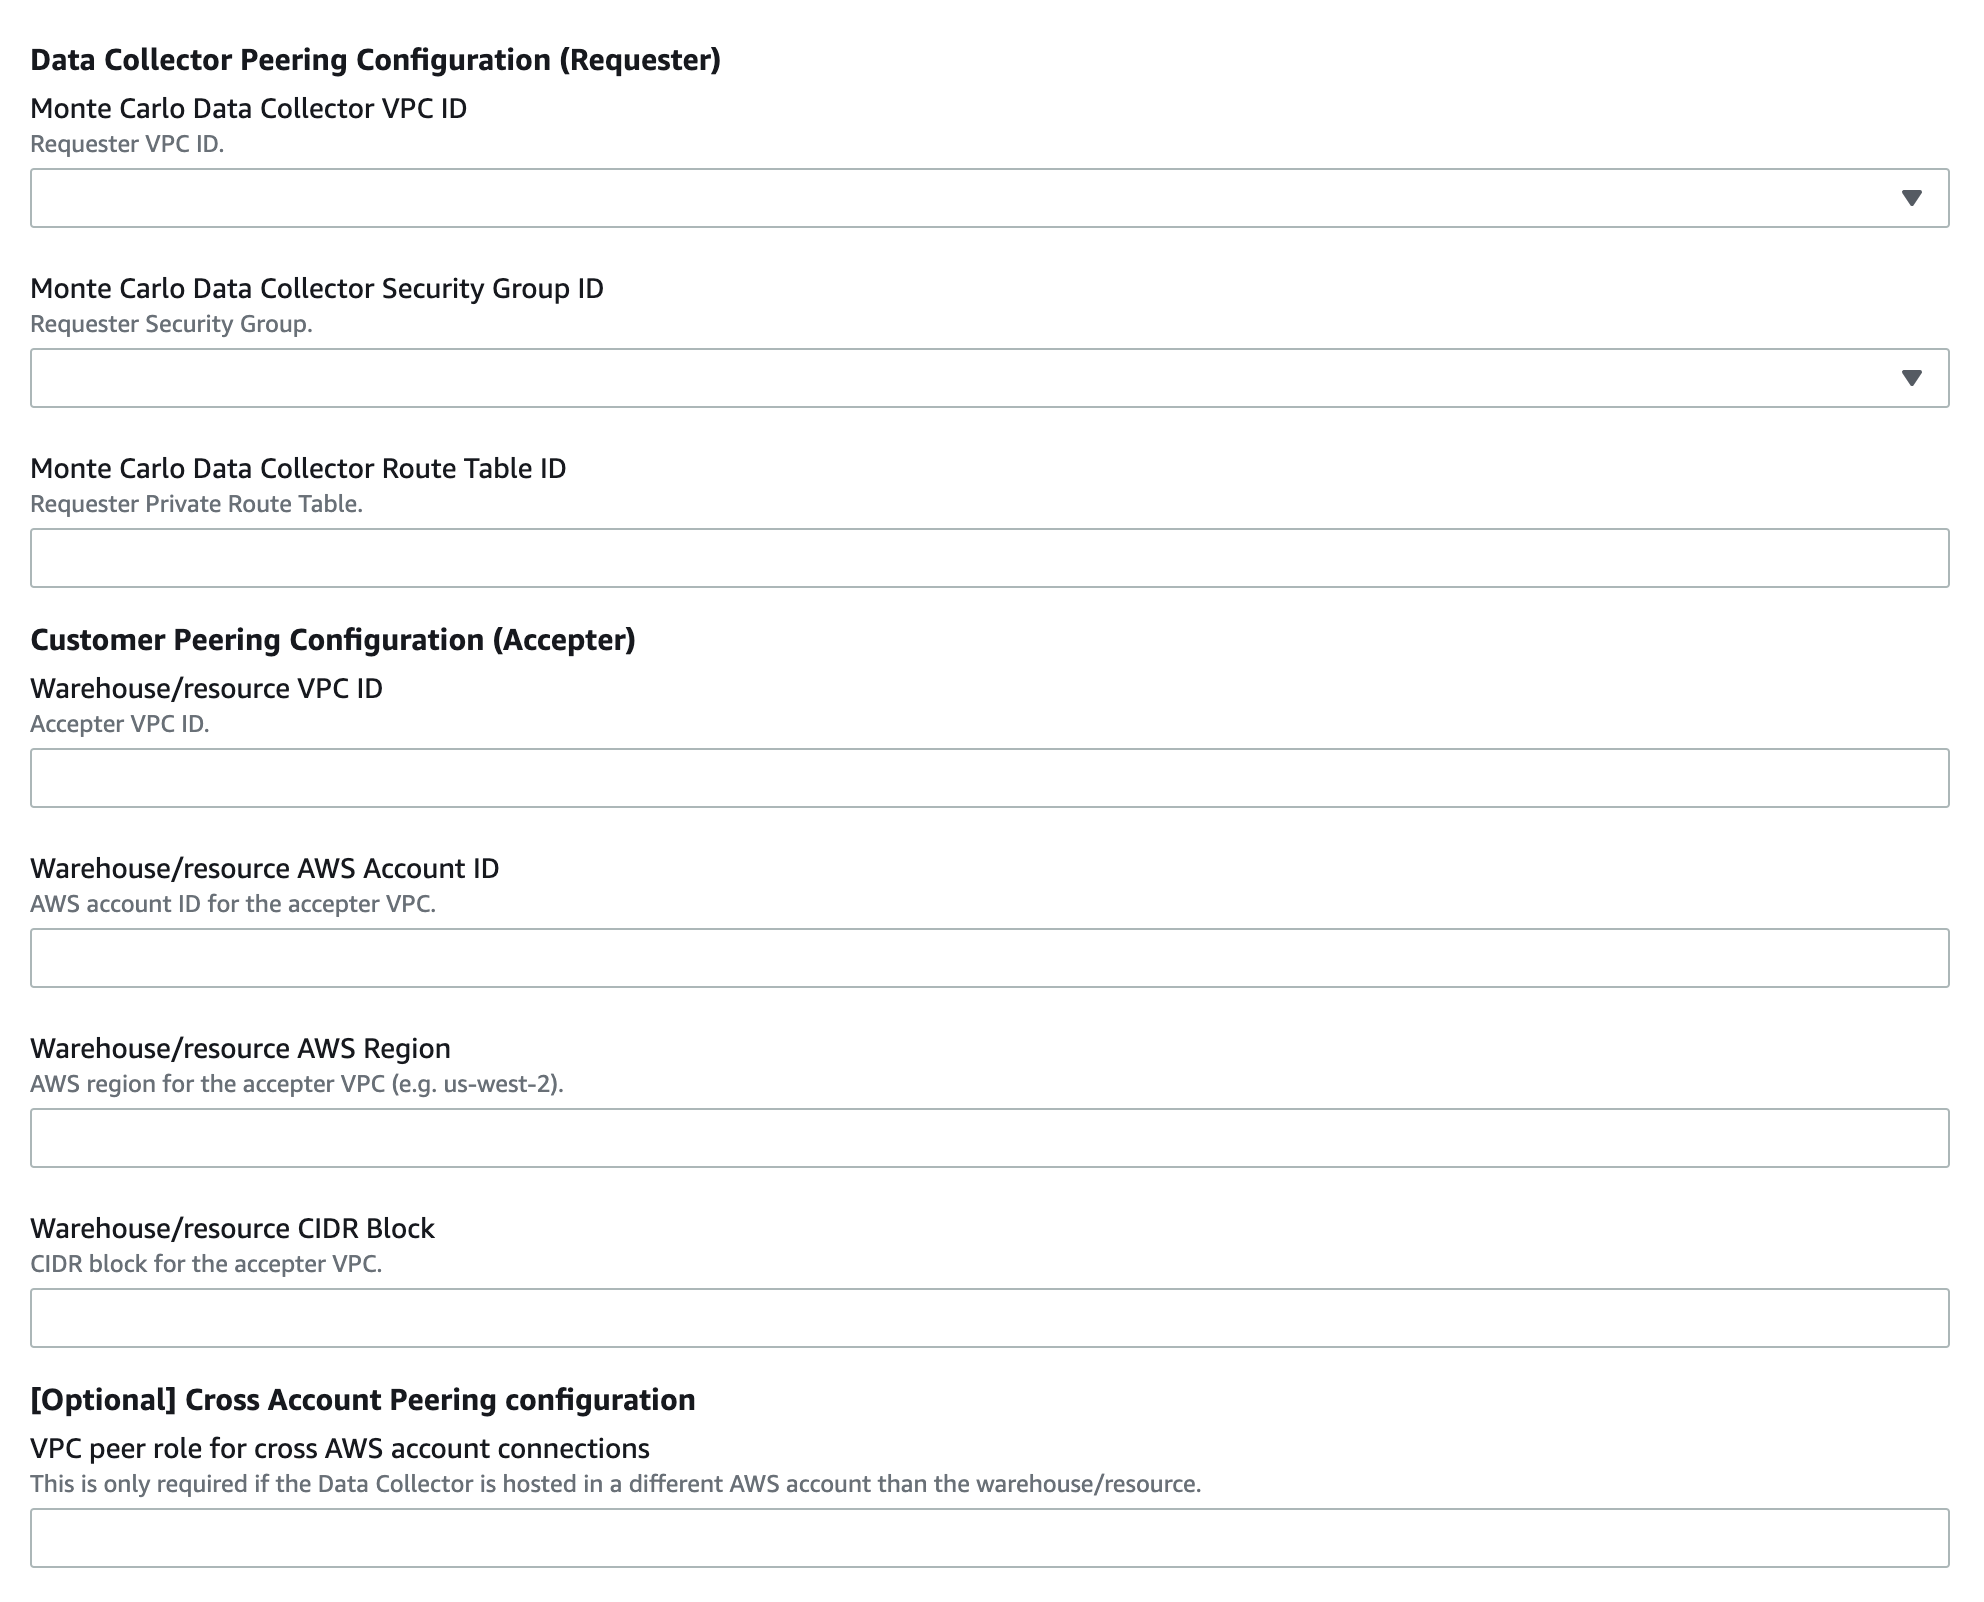 Data Collector Peering Configuration (Requester)
Monte Carlo Data Collector VPC ID
Requester VPC ID.
Monte Carlo Data Collector Security Group ID
Requester Security Group.
Monte Carlo Data Collector Route Table ID
Requester Private Route Table.
Customer Peering Configuration (Accepter)
Warehouse/resource VPC ID
Accepter VPC ID.
Warehouse/resource AWS Account ID
AWS account ID for the accepter VPC.
Warehouse/resource AWS Region
AWS region for the accepter VPC (e.g. us-west-2).
Warehouse/resource CIDR Block
CIDR block for the accepter VPC.
[Optional] Cross Account Peering configuration
VPC peer role for cross AWS account connections
This is only required if the Data Collector is hosted in a different AWS account than the warehouse/resource.